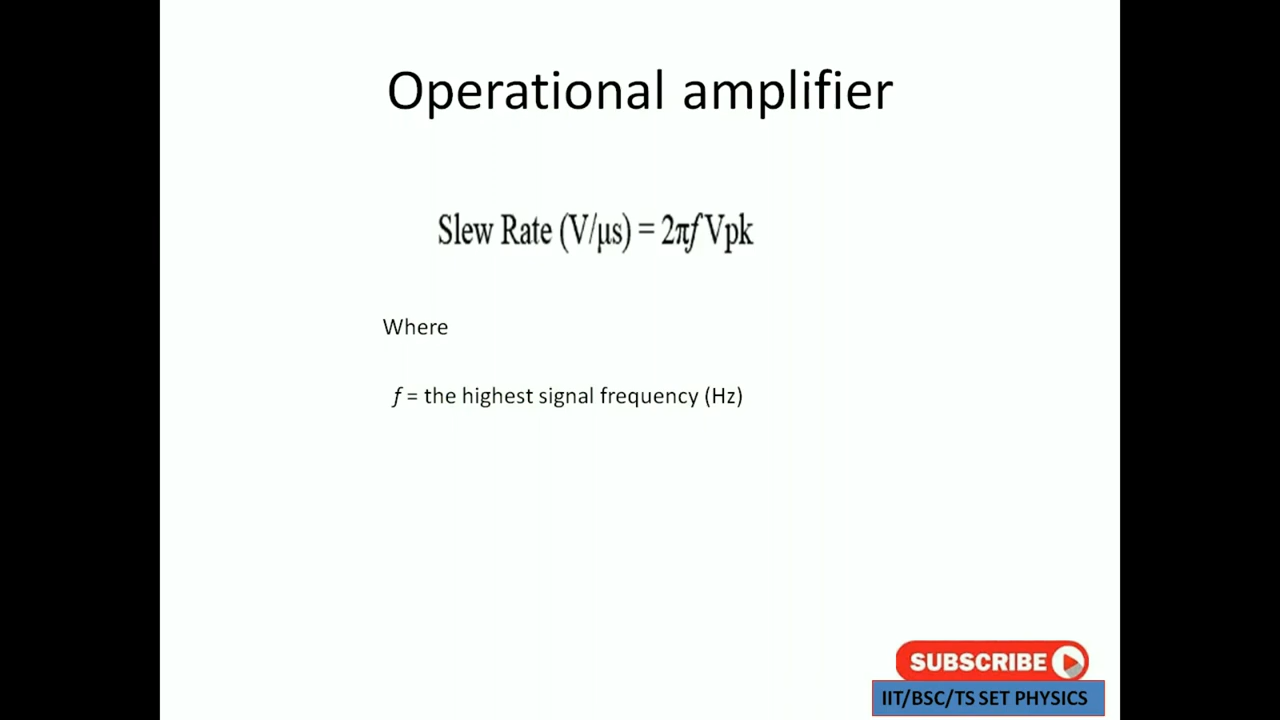 Operational amplifier
Slew Rate (V/μs) = 2πf Vpk
Where
f = the highest signal frequency (Hz)
SUBSCRIBE
IIT/BSC/TS SET PHYSICS